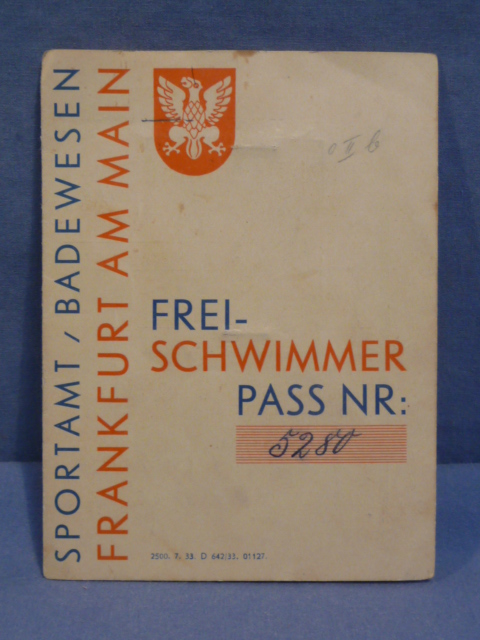 SPORTAMT / BADEWESEN
FRANKFURT AM MAIN
FREI-
SCHWIMMER
PASS NR:
5280
2500. 7. 33. D 642/33. 01127.